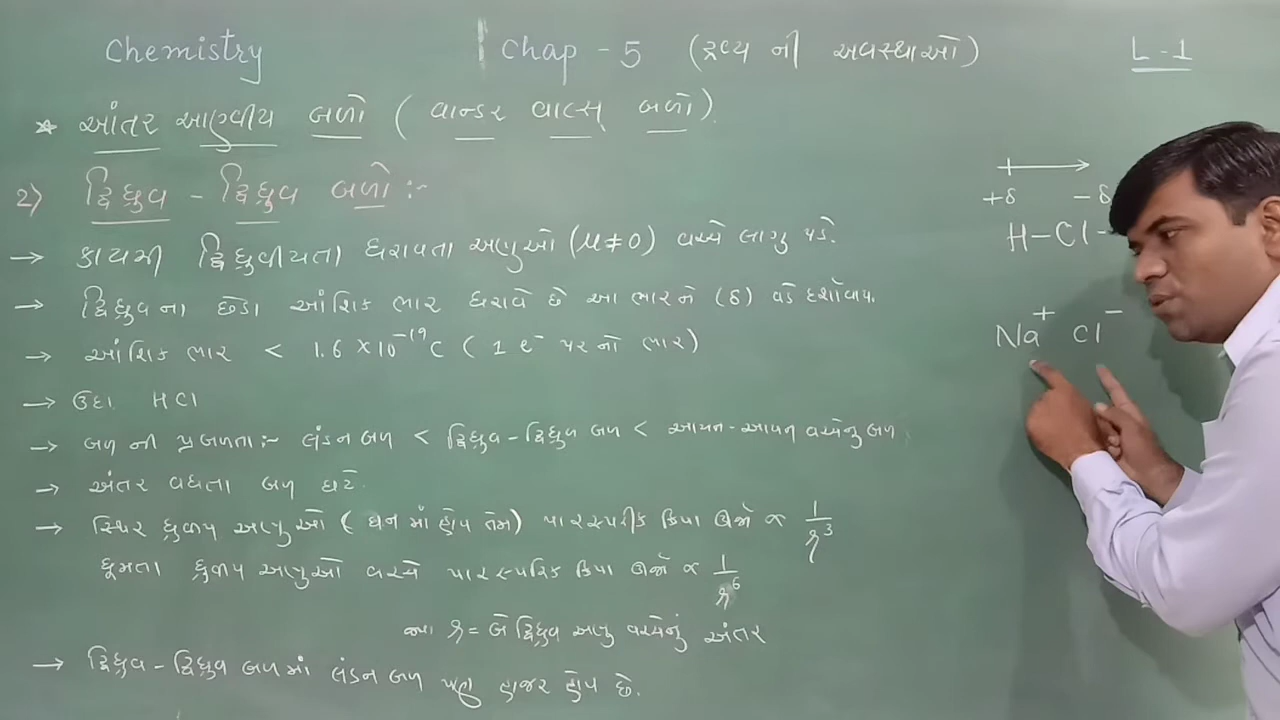 Chemistry Chap - 5 (દ્રવ્ય ની અવસ્થાઓ) L - 1
* આંતર આણ્વીય બળો (વાન્ડર વાલ્સ બળો)
2) દ્વિધ્રુવ - દ્વિધ્રુવ બળો :-
→ કાયમી દ્વિધ્રુવીયતા ધરાવતા અણુઓ (μ ≠ 0) વચ્ચે લાગુ પડે.
→ દ્વિધ્રુવના છેડા આંશિક ભાર ધરાવે છે આ ભારને (δ) વડે દર્શાવાય.
→ આંશિક ભાર < 1.6 × 10⁻¹⁹ C (1 e⁻ પર નો ભાર)
→ ઉદા. HCl
→ બળ ની પ્રબળતા :- લંડન બળ < દ્વિધ્રુવ - દ્વિધ્રુવ બળ < આયન - આયન વચ્ચેનુ બળ
→ અંતર વધતા બળ ઘટે.
→ સ્થિર ધ્રુવીય અણુઓ (ઘન માં હોય તેમ) પારસ્પરીક ક્રિયા ઊર્જા ∝ 1/r³
ઘૂમતા ધ્રુવીય અણુઓ વચ્ચે પારસ્પરિક ક્રિયા ઊર્જા ∝ 1/r⁶
r = બે દ્વિધ્રુવ અણુ વચ્ચેનું અંતર
→ દ્વિધ્રુવ - દ્વિધ્રુવ બળમાં લંડન બળ પણ હાજર હોય છે.
+δ - δ
H - Cl -
Na⁺ Cl⁻